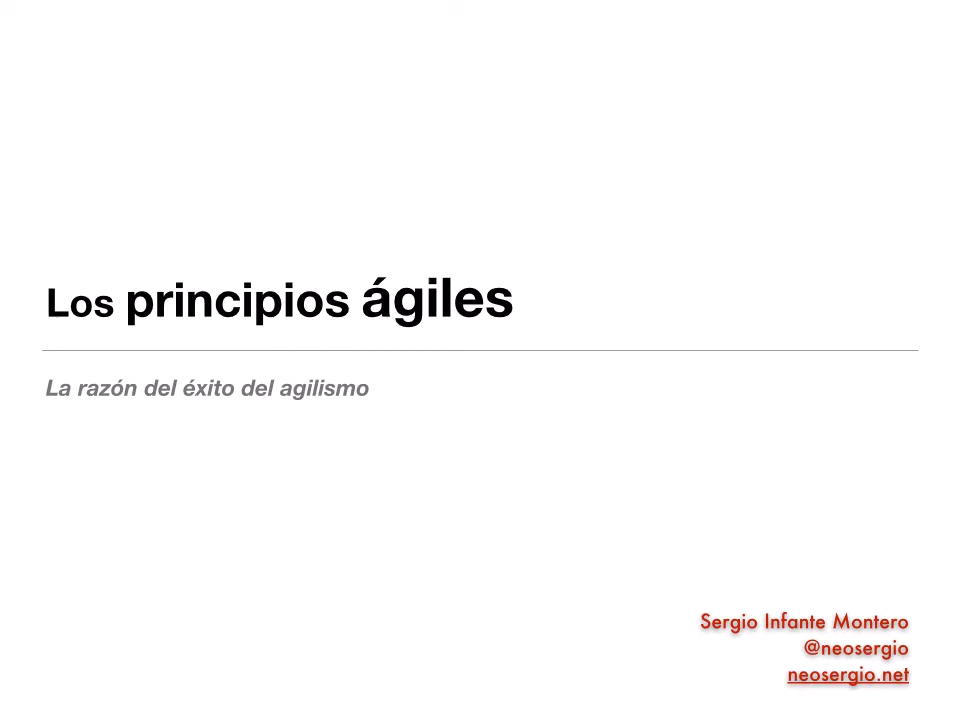 Los principios ágiles
La razón del éxito del agilismo
Sergio Infante Montero
@neosergio
neosergio.net